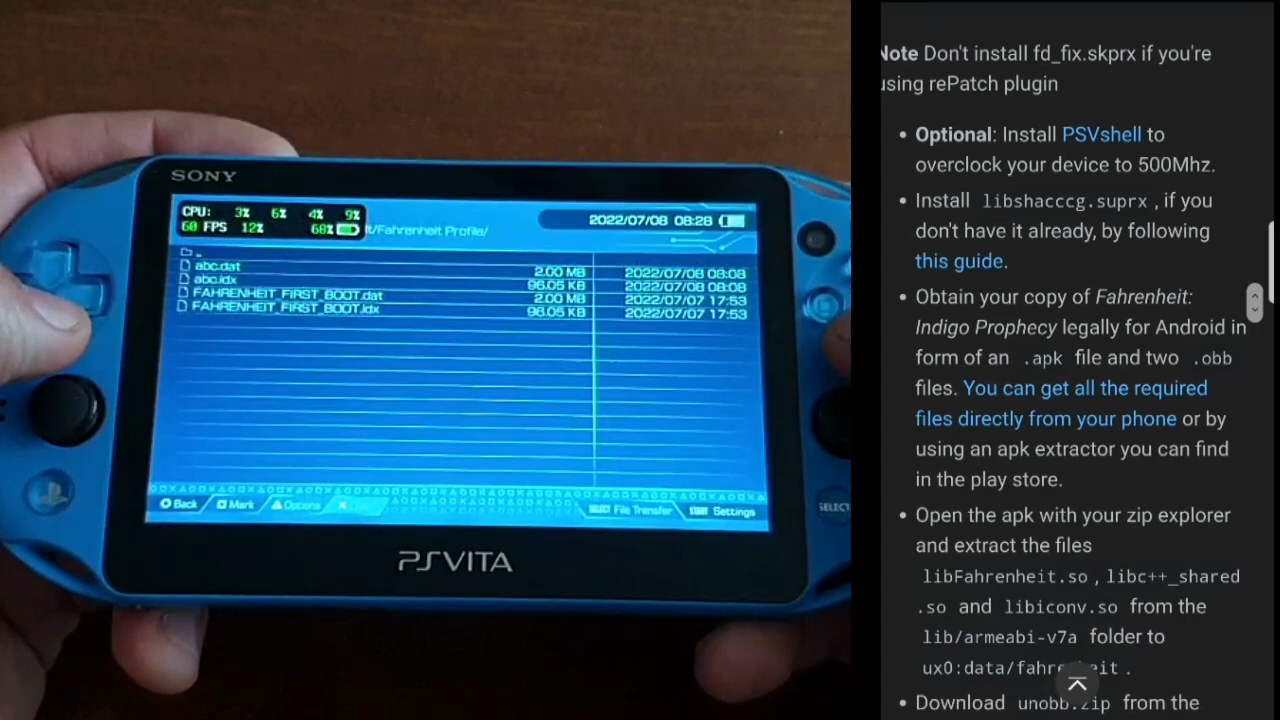 SONY
CPU: 3% 6% 4% 9%
60 FPS 12% 68%
it/Fahrenheit Profile/
2022/07/08 08:28
..
abc.dat 2.00 MB 2022/07/08 08:08
abc.idx 96.05 KB 2022/07/08 08:08
FAHRENHEIT_FIRST_BOOT.dat 2.00 MB 2022/07/07 17:53
FAHRENHEIT_FIRST_BOOT.idx 96.05 KB 2022/07/07 17:53
Back Mark Options
SELECT File Transfer START Settings
SELECT
PSVITA
Note Don't install fd_fix.skprx if you're
using rePatch plugin
• Optional: Install PSVshell to
overclock your device to 500Mhz.
• Install libshacccg.suprx , if you
don't have it already, by following
this guide.
• Obtain your copy of Fahrenheit:
Indigo Prophecy legally for Android in
form of an .apk file and two .obb
files. You can get all the required
files directly from your phone or by
using an apk extractor you can find
in the play store.
• Open the apk with your zip explorer
and extract the files
libFahrenheit.so , libc++_shared
.so and libiconv.so from the
lib/armeabi-v7a folder to
ux0:data/fahrenheit .
• Download unobb.zip from the